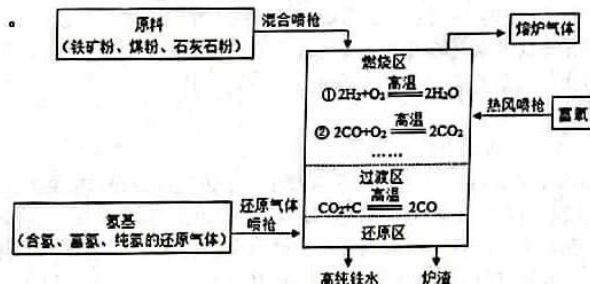 。
原料
（铁矿粉、煤粉、石灰石粉）
混合喷枪
熔炉气体
燃烧区
① 2H₂+O₂ 高温 2H₂O
热风喷枪
富氧
② 2CO+O₂ 高温 2CO₂
……
过渡区
高温
CO₂+C 2CO
还原气体
喷枪
氢基
（含氢、富氢、纯氢的还原气体）
还原区
高纯铁水
炉渣